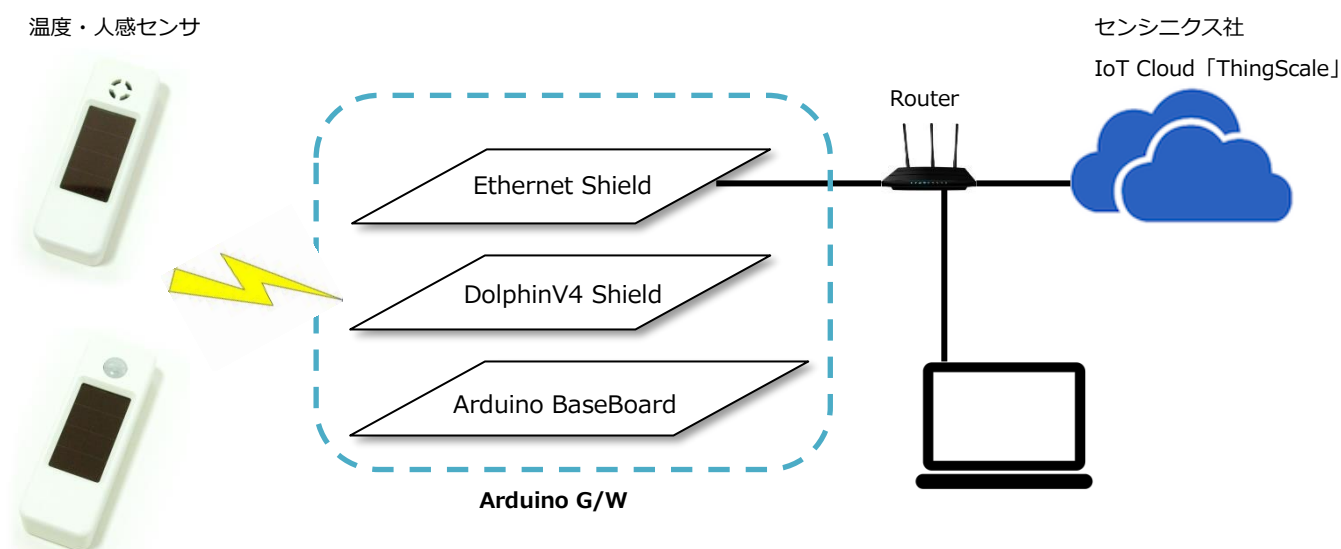 温度・人感センサ
センシニクス社
IoT Cloud「ThingScale」
Router
Ethernet Shield
DolphinV4 Shield
Arduino BaseBoard
Arduino G/W